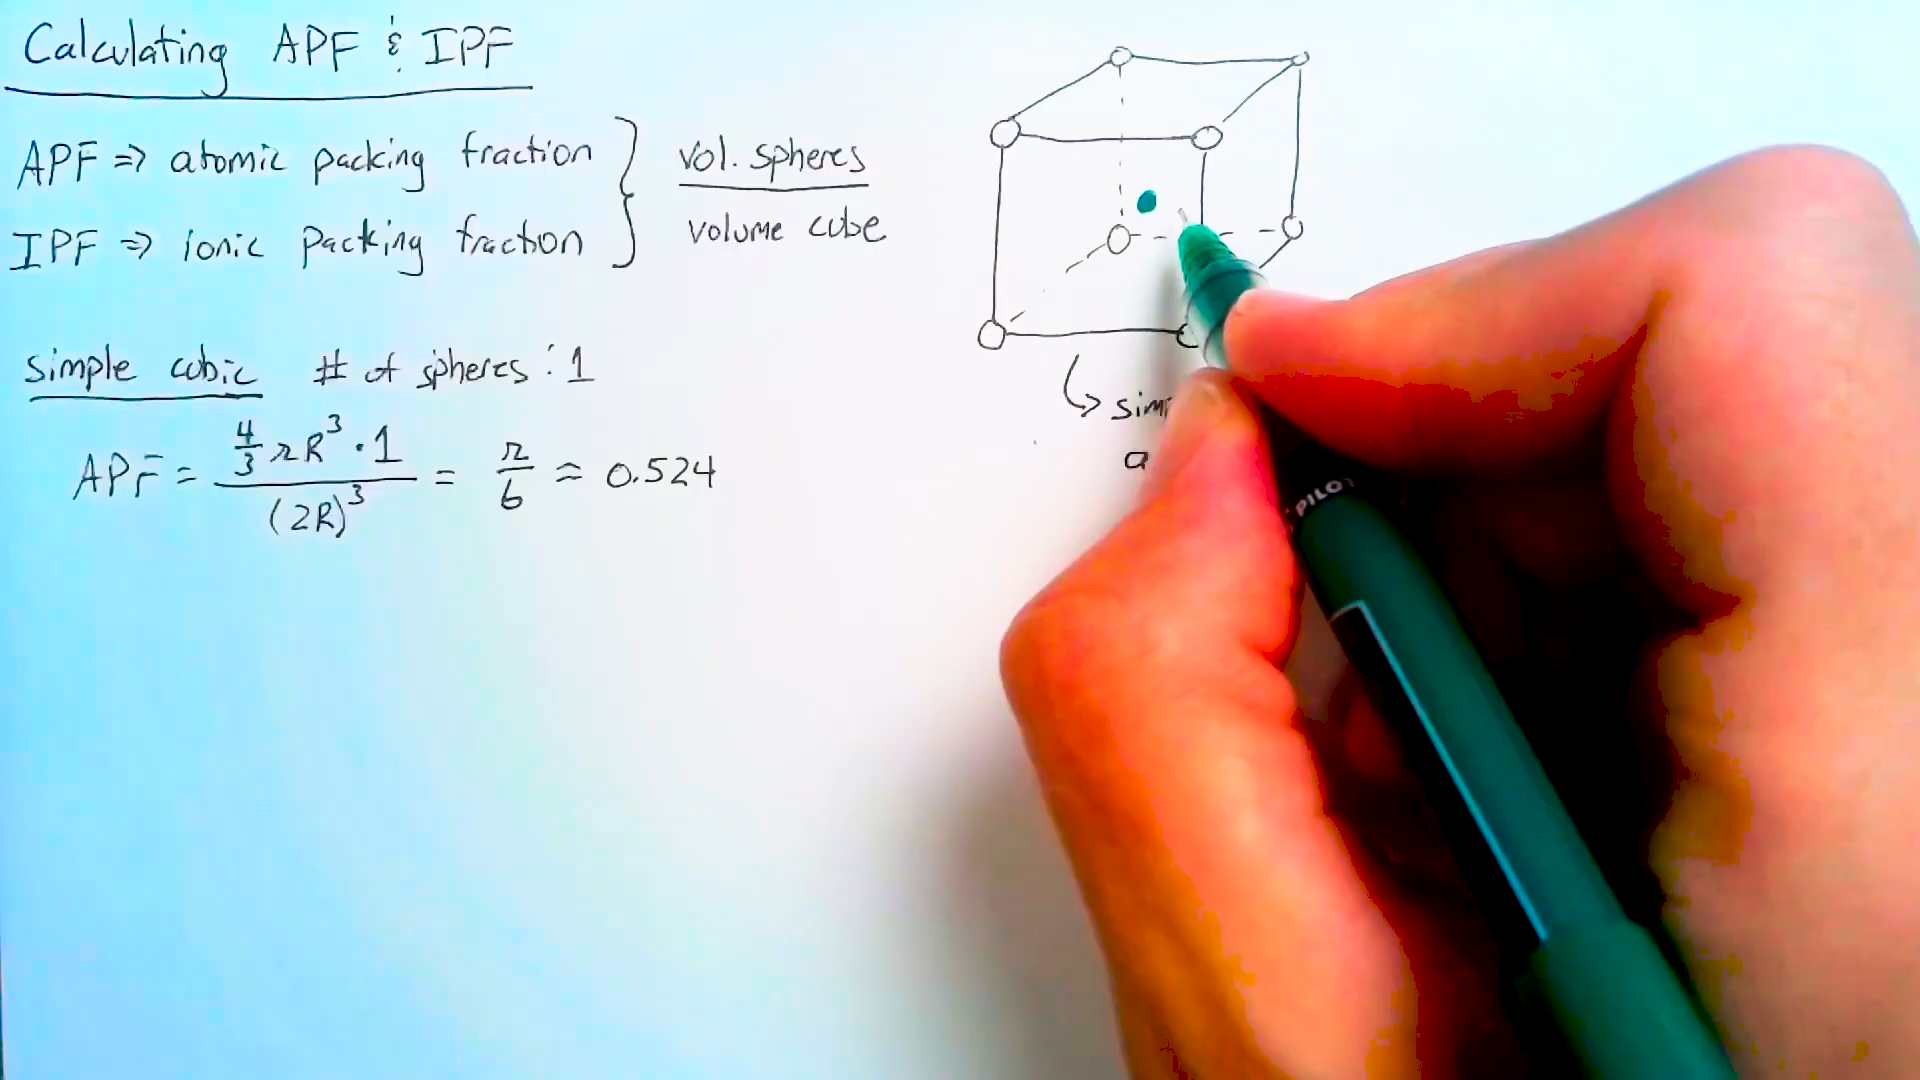 Calculating APF & IPF
APF => atomic packing fraction
IPF => ionic packing fraction
vol. spheres
volume cube
simple cubic # of spheres : 1
APF = 4/3 πR³ · 1 / (2R)³ = π/6 ≈ 0.524
a
PILOT